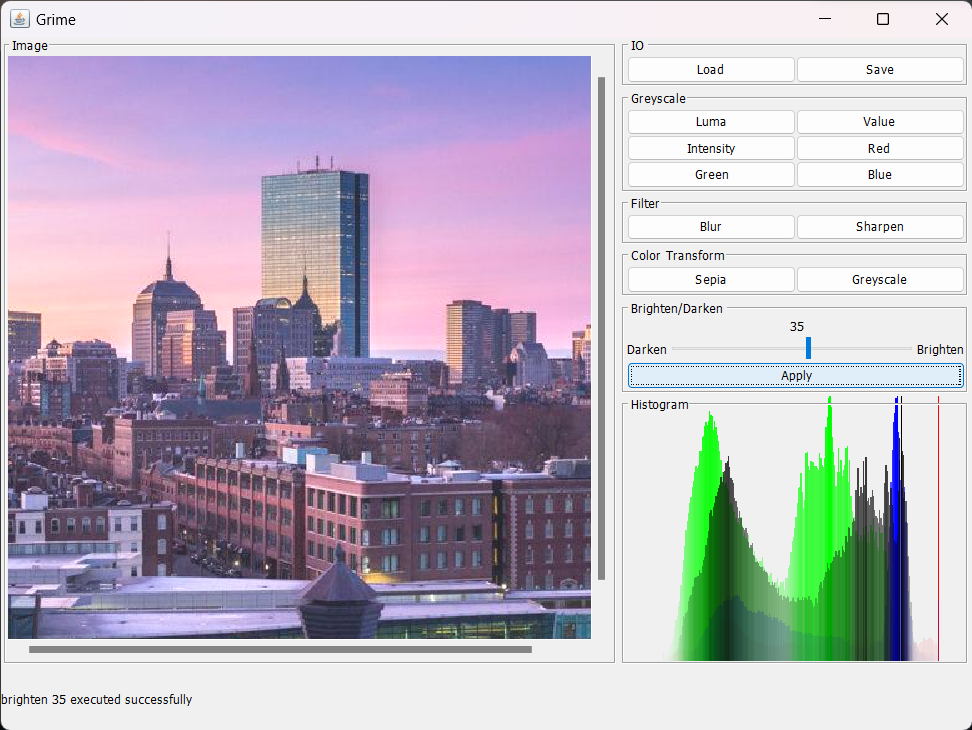 Grime
Image
IO
Load Save
Greyscale
Luma Value
Intensity Red
Green Blue
Filter
Blur Sharpen
Color Transform
Sepia Greyscale
Brighten/Darken
35
Darken Brighten
Apply
Histogram
brighten 35 executed successfully